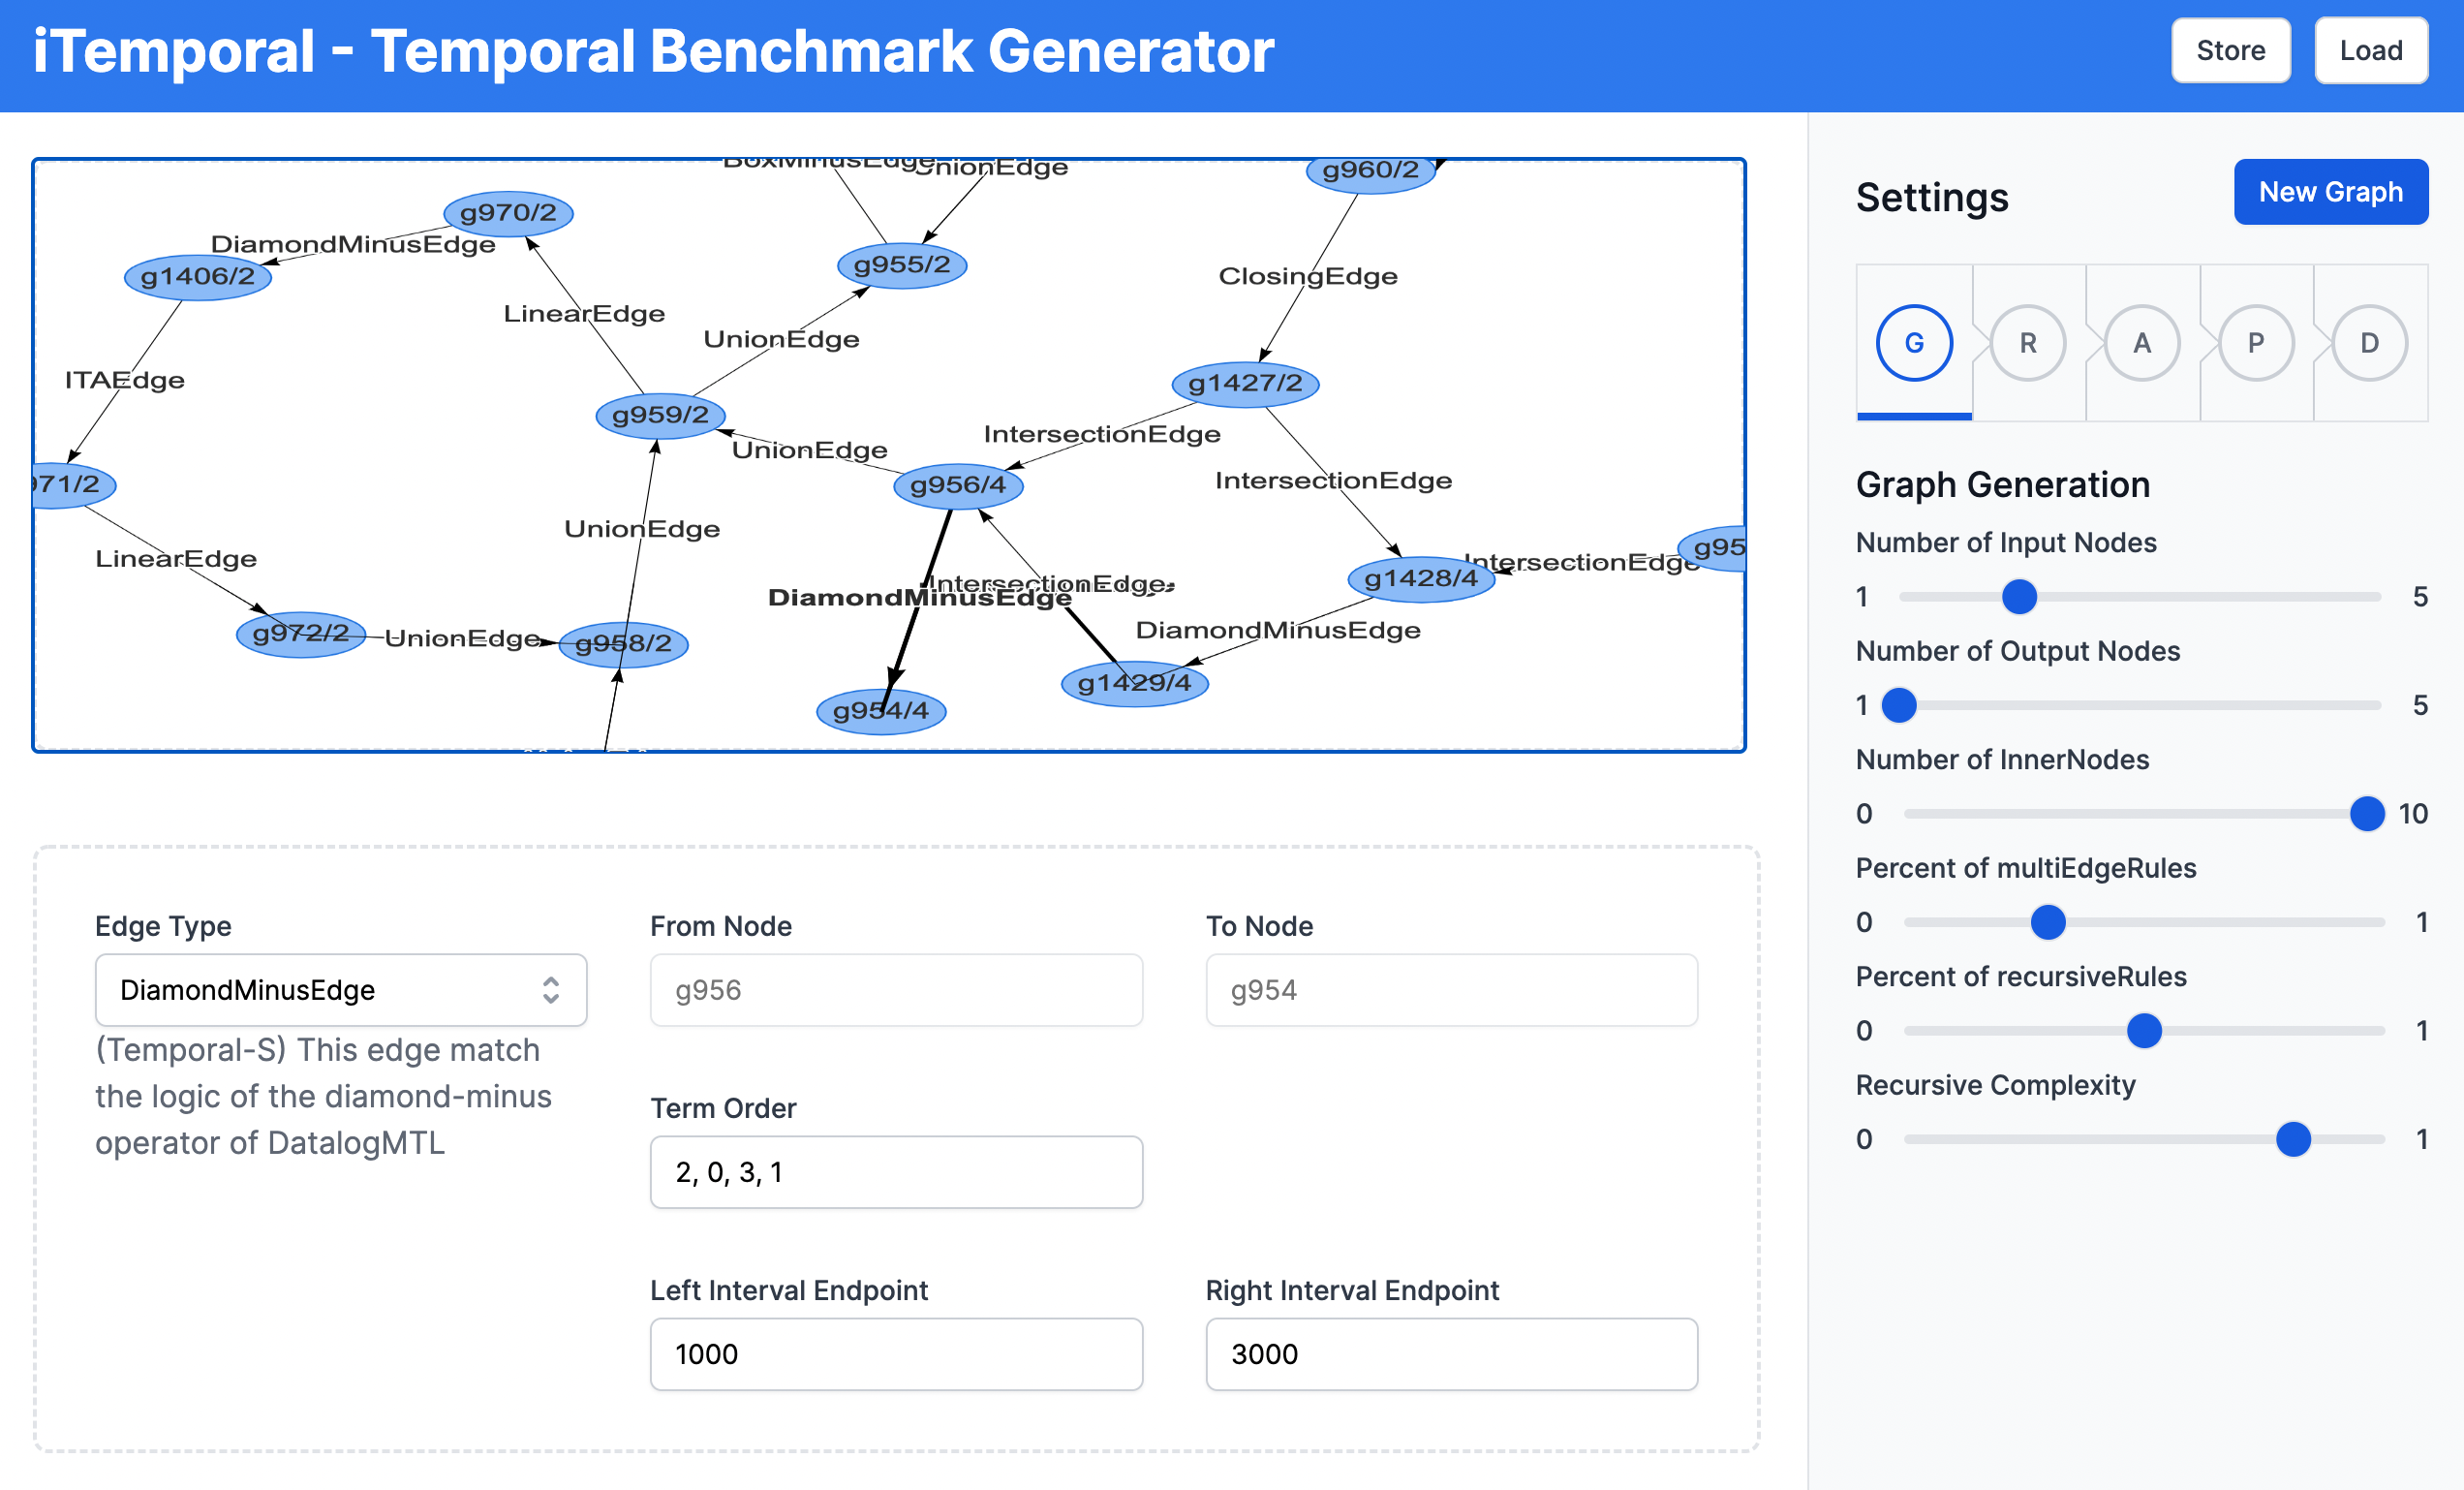 iTemporal - Temporal Benchmark Generator
Store
Load
BoxMinusEdge
UnionEdge
g960/2
g970/2
DiamondMinusEdge
g1406/2
g955/2
ClosingEdge
LinearEdge
UnionEdge
ITAEdge
g1427/2
g959/2
IntersectionEdge
UnionEdge
971/2
g956/4
IntersectionEdge
UnionEdge
g95
LinearEdge
IntersectionEdge
g1428/4
IntersectionEdge
DiamondMinusEdge
g972/2
UnionEdge
g958/2
DiamondMinusEdge
g1429/4
g954/4
Edge Type
From Node
To Node
DiamondMinusEdge
g956
g954
(Temporal-S) This edge match
the logic of the diamond-minus
operator of DatalogMTL
Term Order
2, 0, 3, 1
Left Interval Endpoint
Right Interval Endpoint
1000
3000
Settings
New Graph
G
R
A
P
D
Graph Generation
Number of Input Nodes
1
5
Number of Output Nodes
1
5
Number of InnerNodes
0
10
Percent of multiEdgeRules
0
1
Percent of recursiveRules
0
1
Recursive Complexity
0
1